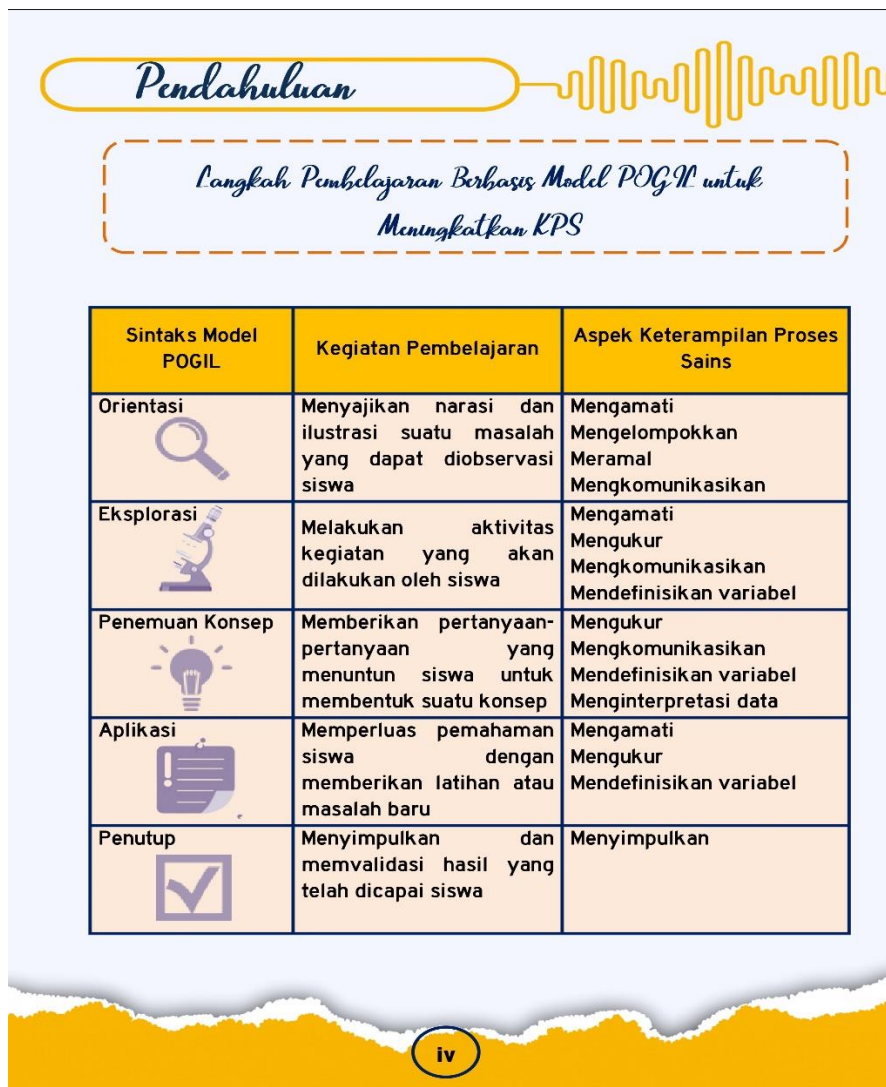 Pendahuluan
Langkah Pembelajaran Berbasis Model POGIL untuk
Meningkatkan KPS
Sintaks Model
POGIL
Kegiatan Pembelajaran
Aspek Keterampilan Proses
Sains
Orientasi
Menyajikan narasi dan
ilustrasi suatu masalah
yang dapat diobservasi
siswa
Mengamati
Mengelompokkan
Meramal
Mengkomunikasikan
Eksplorasi
Melakukan aktivitas
kegiatan yang akan
dilakukan oleh siswa
Mengamati
Mengukur
Mengkomunikasikan
Mendefinisikan variabel
Penemuan Konsep
Memberikan pertanyaan-
pertanyaan yang
menuntun siswa untuk
membentuk suatu konsep
Mengukur
Mengkomunikasikan
Mendefinisikan variabel
Menginterpretasi data
Aplikasi
Memperluas pemahaman
siswa dengan
memberikan latihan atau
masalah baru
Mengamati
Mengukur
Mendefinisikan variabel
Penutup
Menyimpulkan dan
memvalidasi hasil yang
telah dicapai siswa
Menyimpulkan
iv